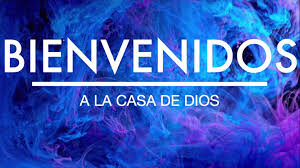 BIENVENIDOS
A LA CASA DE DIOS